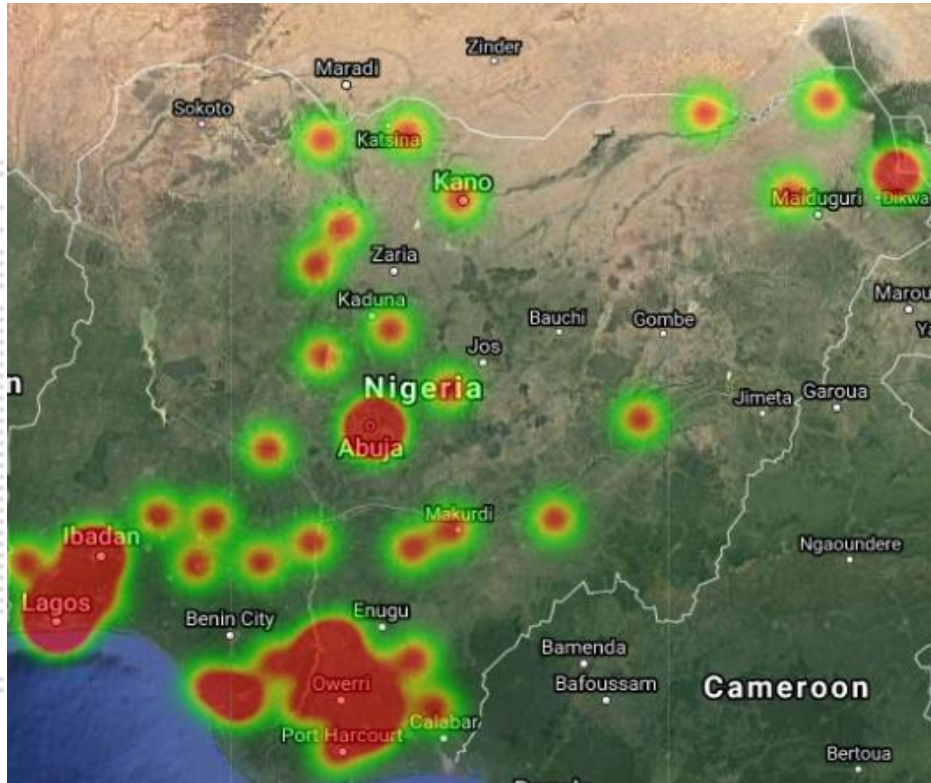 Zinder
Maradi
Sokoto
Katsina
Kano
Maiduguri
Dikwa
Zaria
Kaduna
Marou
Bauchi
Gombe
Ya
Jos
n
Nigeria
Jimeta
Garoua
Abuja
Makurdi
Ibadan
Ngaoundere
Lagos
Enugu
Benin City
Bamenda
Owerri
Bafoussam
Cameroon
Calabar
Port Harcourt
Bertoua